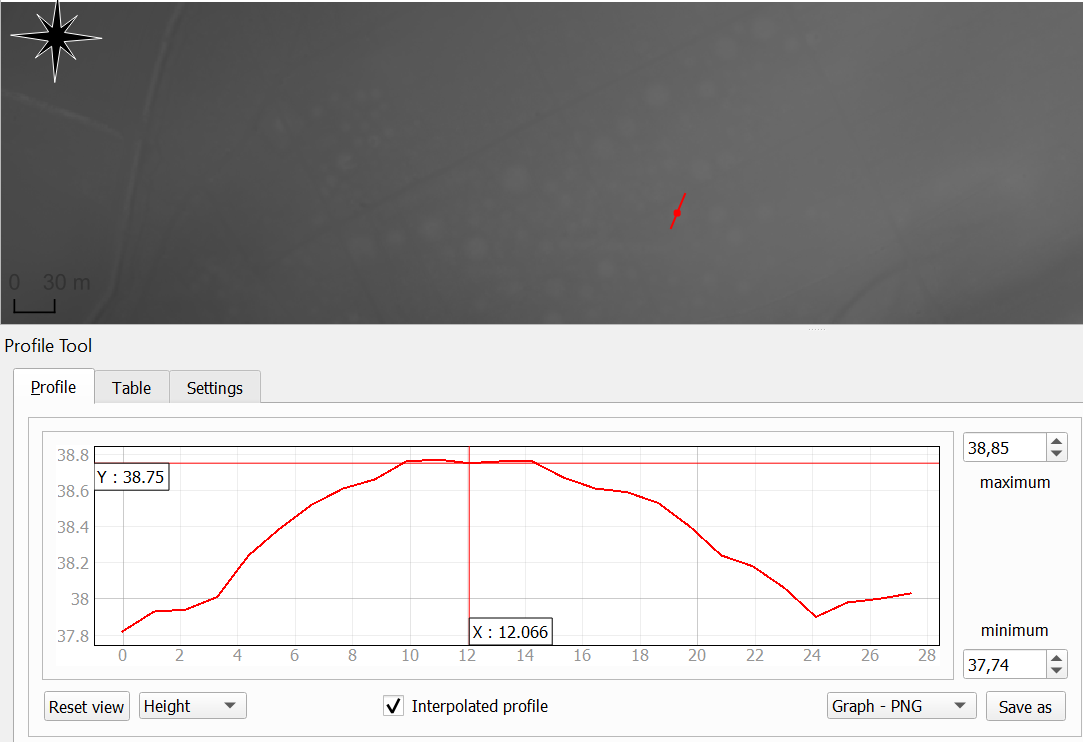 0 30 m
Profile Tool
Profile Table Settings
38.8
Y : 38.75
38.6
38.4
38.2
38
37.8
X : 12.066
0 2 4 6 8 10 12 14 16 18 20 22 24 26 28
38,85
maximum
minimum
37,74
Reset view Height Interpolated profile Graph - PNG Save as